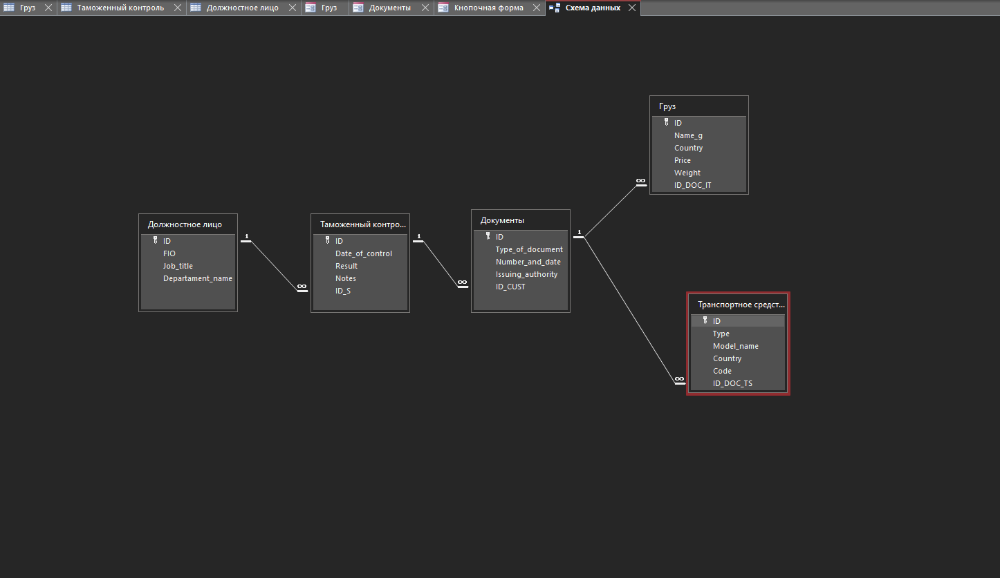 Груз
Таможенный контроль
Должностное лицо
Груз
Документы
Кнопочная форма
Схема данных
Груз
ID
Name_g
Country
Price
Weight
ID_DOC_IT
Должностное лицо
ID
FIO
Job_title
Departament_name
1
∞
Таможенный контро...
ID
Date_of_control
Result
Notes
ID_S
1
∞
Документы
ID
Type_of_document
Number_and_date
Issuing_authority
ID_CUST
1
∞
∞
Транспортное средст...
ID
Type
Model_name
Country
Code
ID_DOC_TS